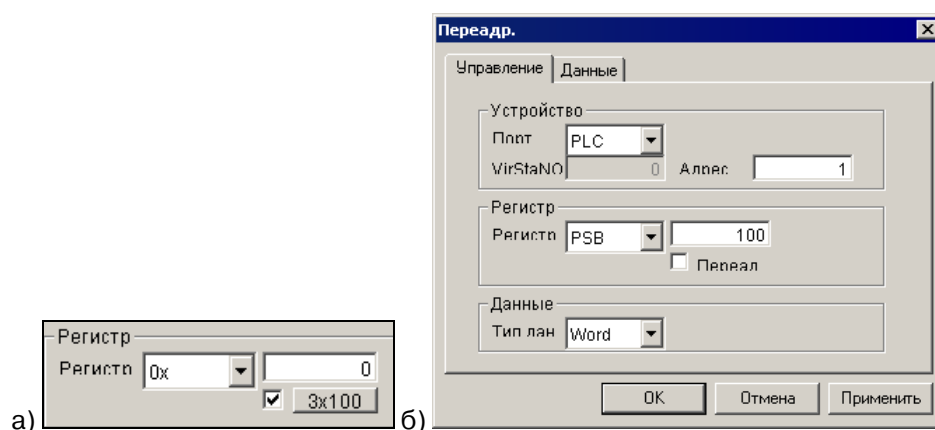 Переадр.
Управление Данные
Устройство
Порт PLC
VirStaNO 0 Адрес 1
Регистр
Регистр PSB 100
Переад
Данные
Тип дан Word
OK Отмена Применить
Регистр
Регистр 0x 0
3x100
а) б)